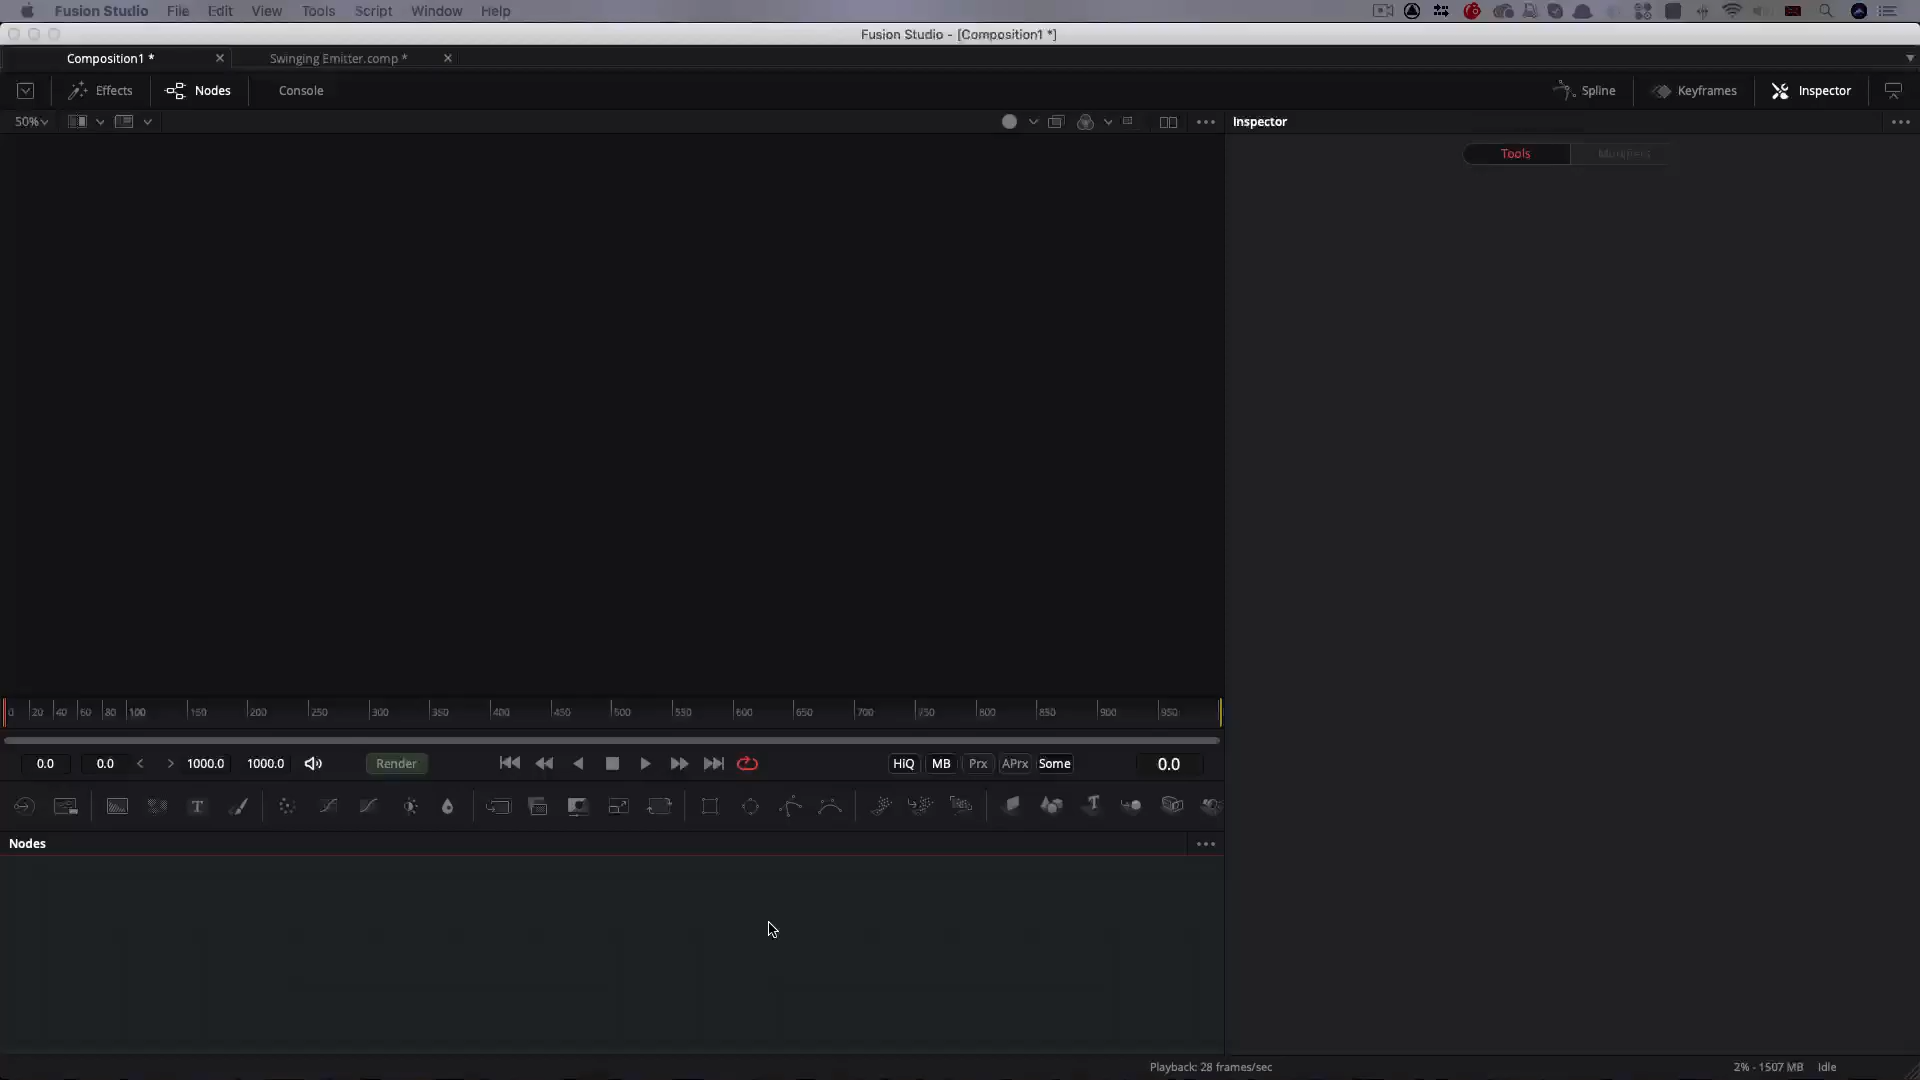 Fusion Studio File Edit View Tools Script Window Help
Fusion Studio - [Composition1 *]
Composition1 * Swinging Emitter.comp *
Effects Nodes Console Spline Keyframes Inspector
50% Inspector
Tools Modifiers
0 20 40 60 80 100 150 200 250 300 350 400 450 500 550 600 650 700 750 800 850 900 950
0.0 0.0 < > 1000.0 1000.0 Render HiQ MB Prx APrx Some 0.0
T T
Nodes
Playback: 28 frames/sec 2% - 1507 MB Idle